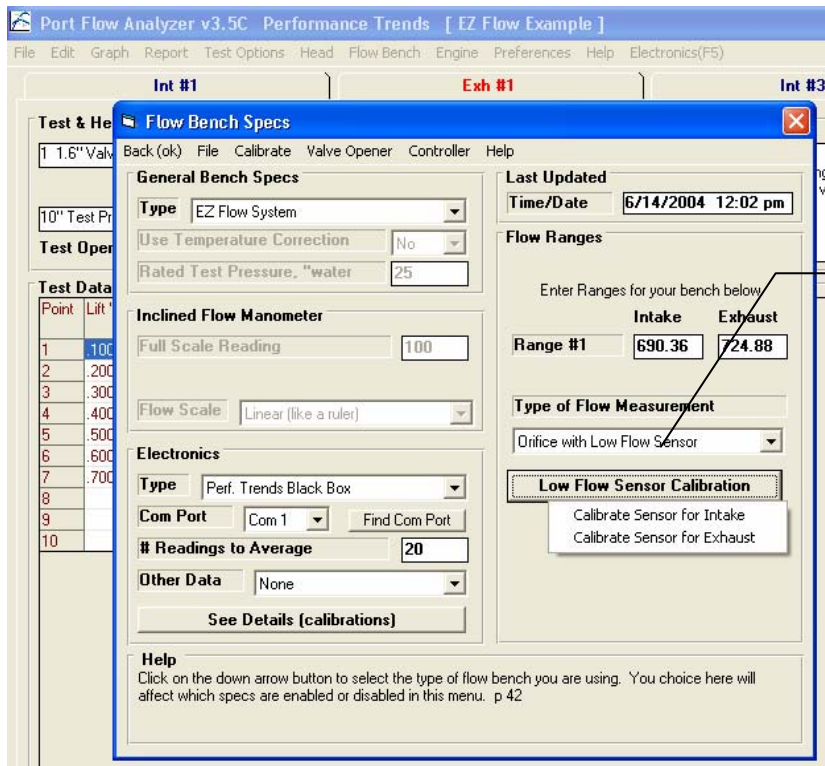 Port Flow Analyzer v3.5C Performance Trends [ EZ Flow Example ]
File Edit Graph Report Test Options Head Flow Bench Engine Preferences Help Electronics(F5)
Int #1 Exh #1 Int #3
Test & He
1 1.6" Valv
10" Test Pr
Test Oper
Test Data
Point Lift "
1 .100
2 .200
3 .300
4 .400
5 .500
6 .600
7 .700
8
9
10
Flow Bench Specs
Back (ok) File Calibrate Valve Opener Controller Help
General Bench Specs
Type EZ Flow System
Use Temperature Correction No
Rated Test Pressure, "water 25
Inclined Flow Manometer
Full Scale Reading 100
Flow Scale Linear (like a ruler)
Electronics
Type Perf. Trends Black Box
Com Port Com 1 Find Com Port
# Readings to Average 20
Other Data None
See Details (calibrations)
Last Updated
Time/Date 6/14/2004 12:02 pm
Flow Ranges
Enter Ranges for your bench below
Intake Exhaust
Range #1 690.36 724.88
Type of Flow Measurement
Orifice with Low Flow Sensor
Low Flow Sensor Calibration
Calibrate Sensor for Intake
Calibrate Sensor for Exhaust
Help
Click on the down arrow button to select the type of flow bench you are using. You choice here will
affect which specs are enabled or disabled in this menu. p 42